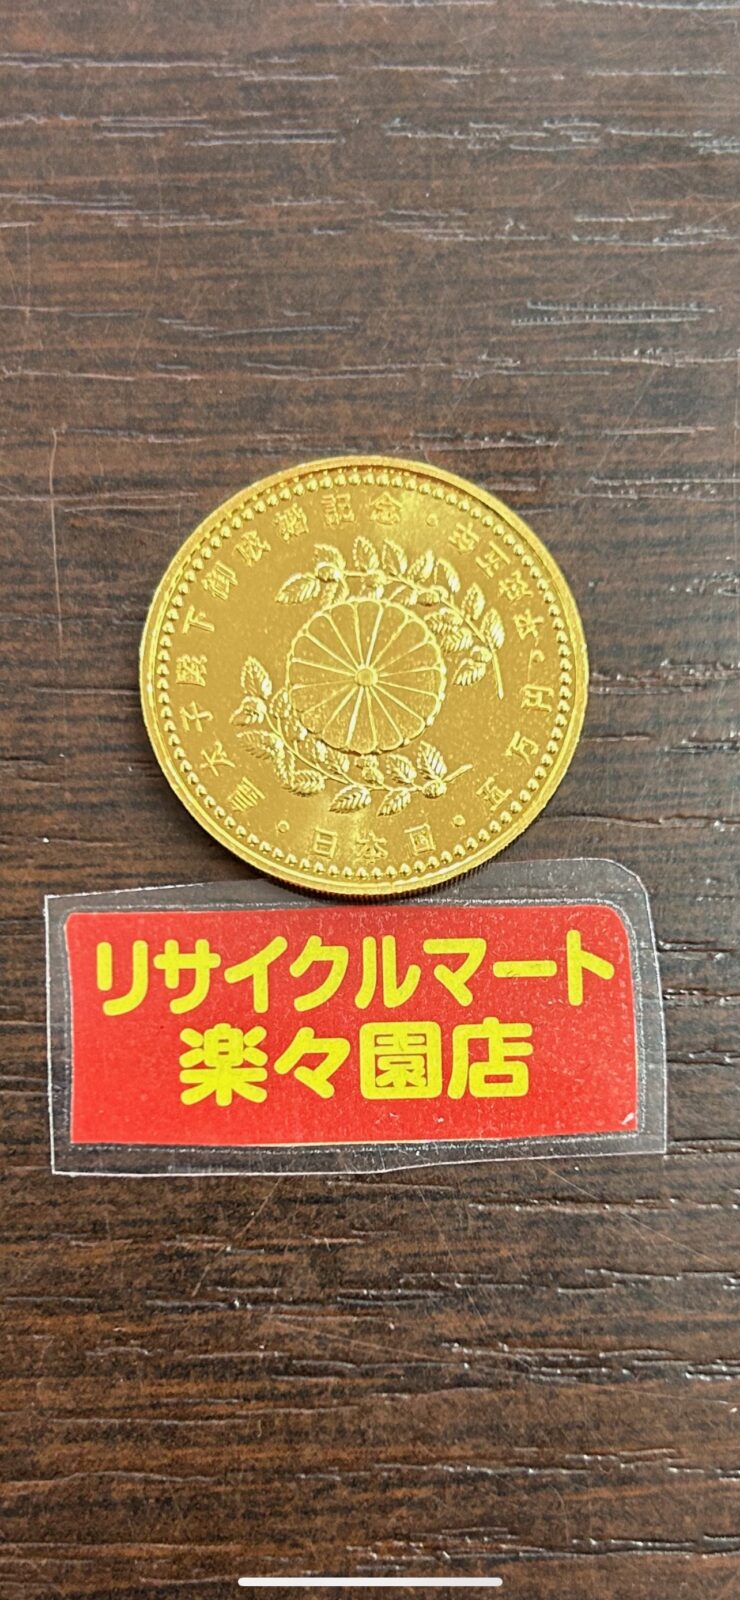 皇太子殿下御成婚記念・平成五年・五万円・日本国・
リサイクルマート
楽々園店